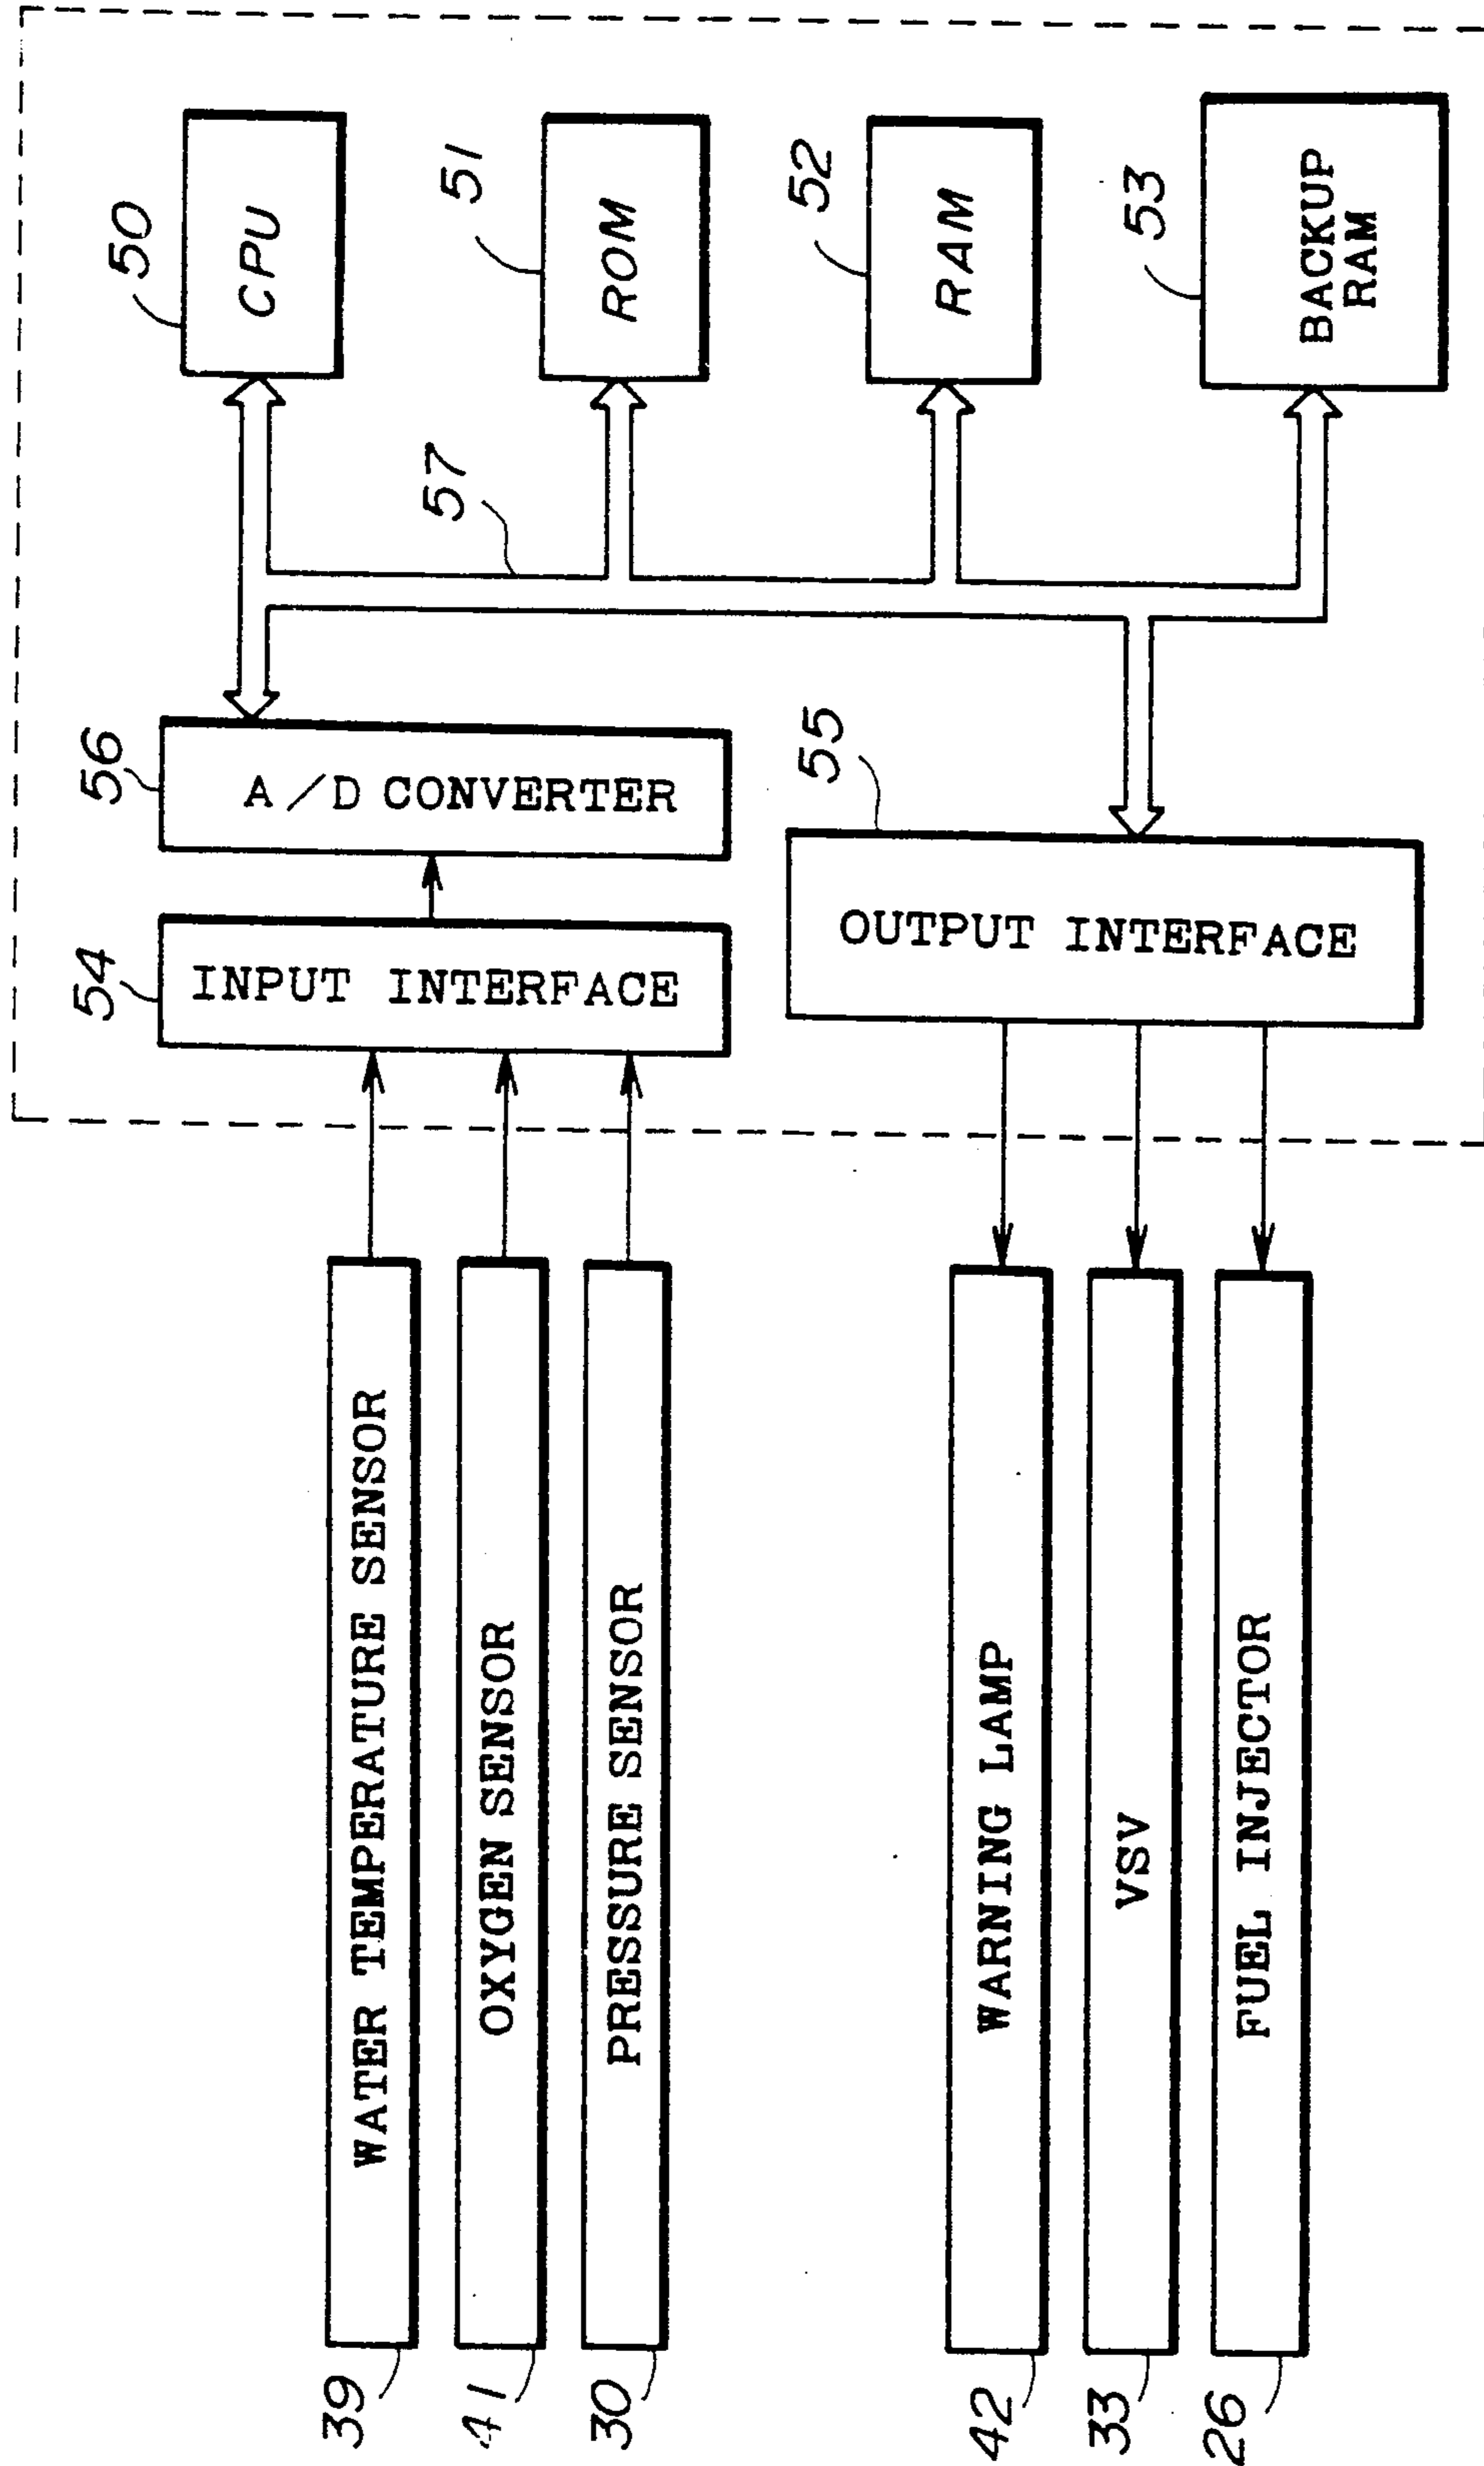 39
WATER TEMPERATURE SENSOR
41
OXYGEN SENSOR
30
PRESSURE SENSOR
42
WARNING LAMP
33
VSV
26
FUEL INJECTOR
54
INPUT INTERFACE
56
A/D CONVERTER
55
OUTPUT INTERFACE
57
50
CPU
51
ROM
52
RAM
53
BACKUP
RAM